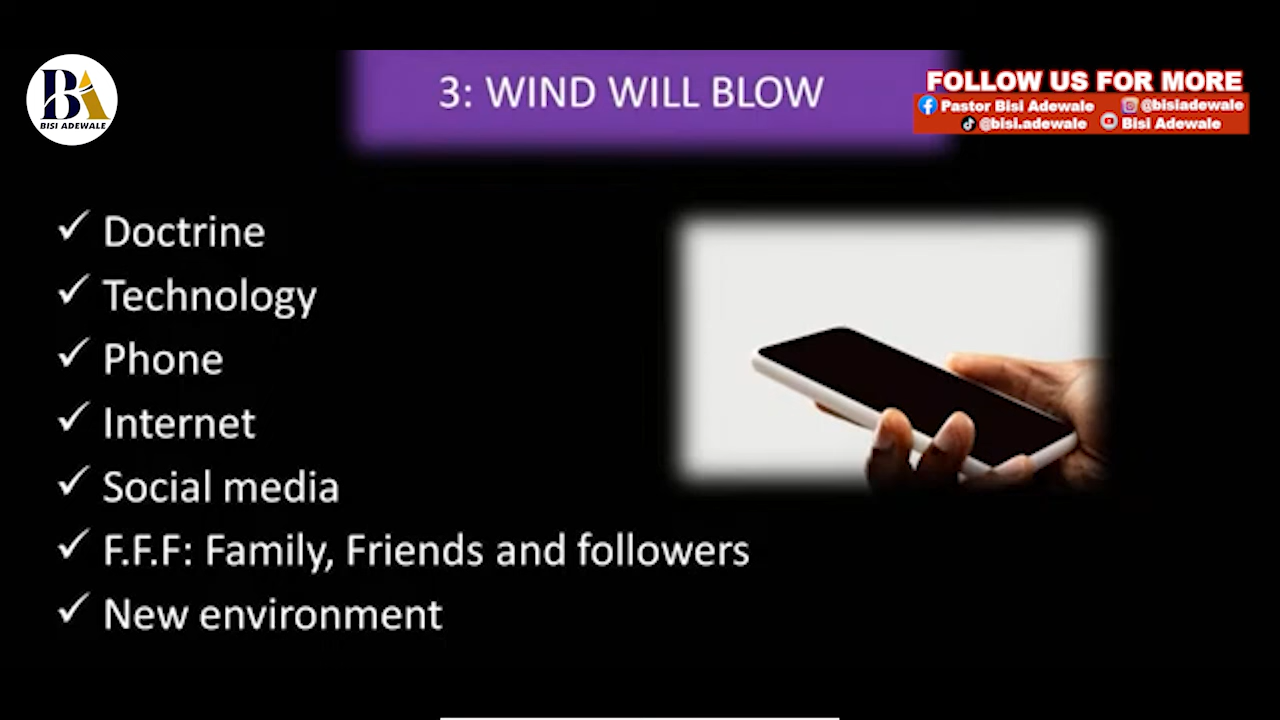 BA
BISI ADEWALE
3: WIND WILL BLOW
FOLLOW US FOR MORE
Pastor Bisi Adewale @bisiadewale
@bisi.adewale Bisi Adewale
✓ Doctrine
✓ Technology
✓ Phone
✓ Internet
✓ Social media
✓ F.F.F: Family, Friends and followers
✓ New environment